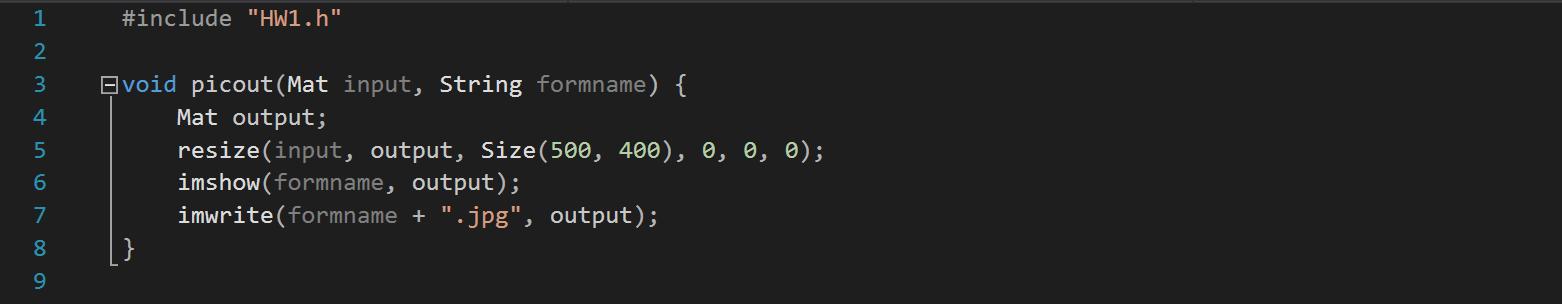 1 #include "HW1.h"
2
3 void picout(Mat input, String formname) {
4     Mat output;
5     resize(input, output, Size(500, 400), 0, 0, 0);
6     imshow(formname, output);
7     imwrite(formname + ".jpg", output);
8 }
9